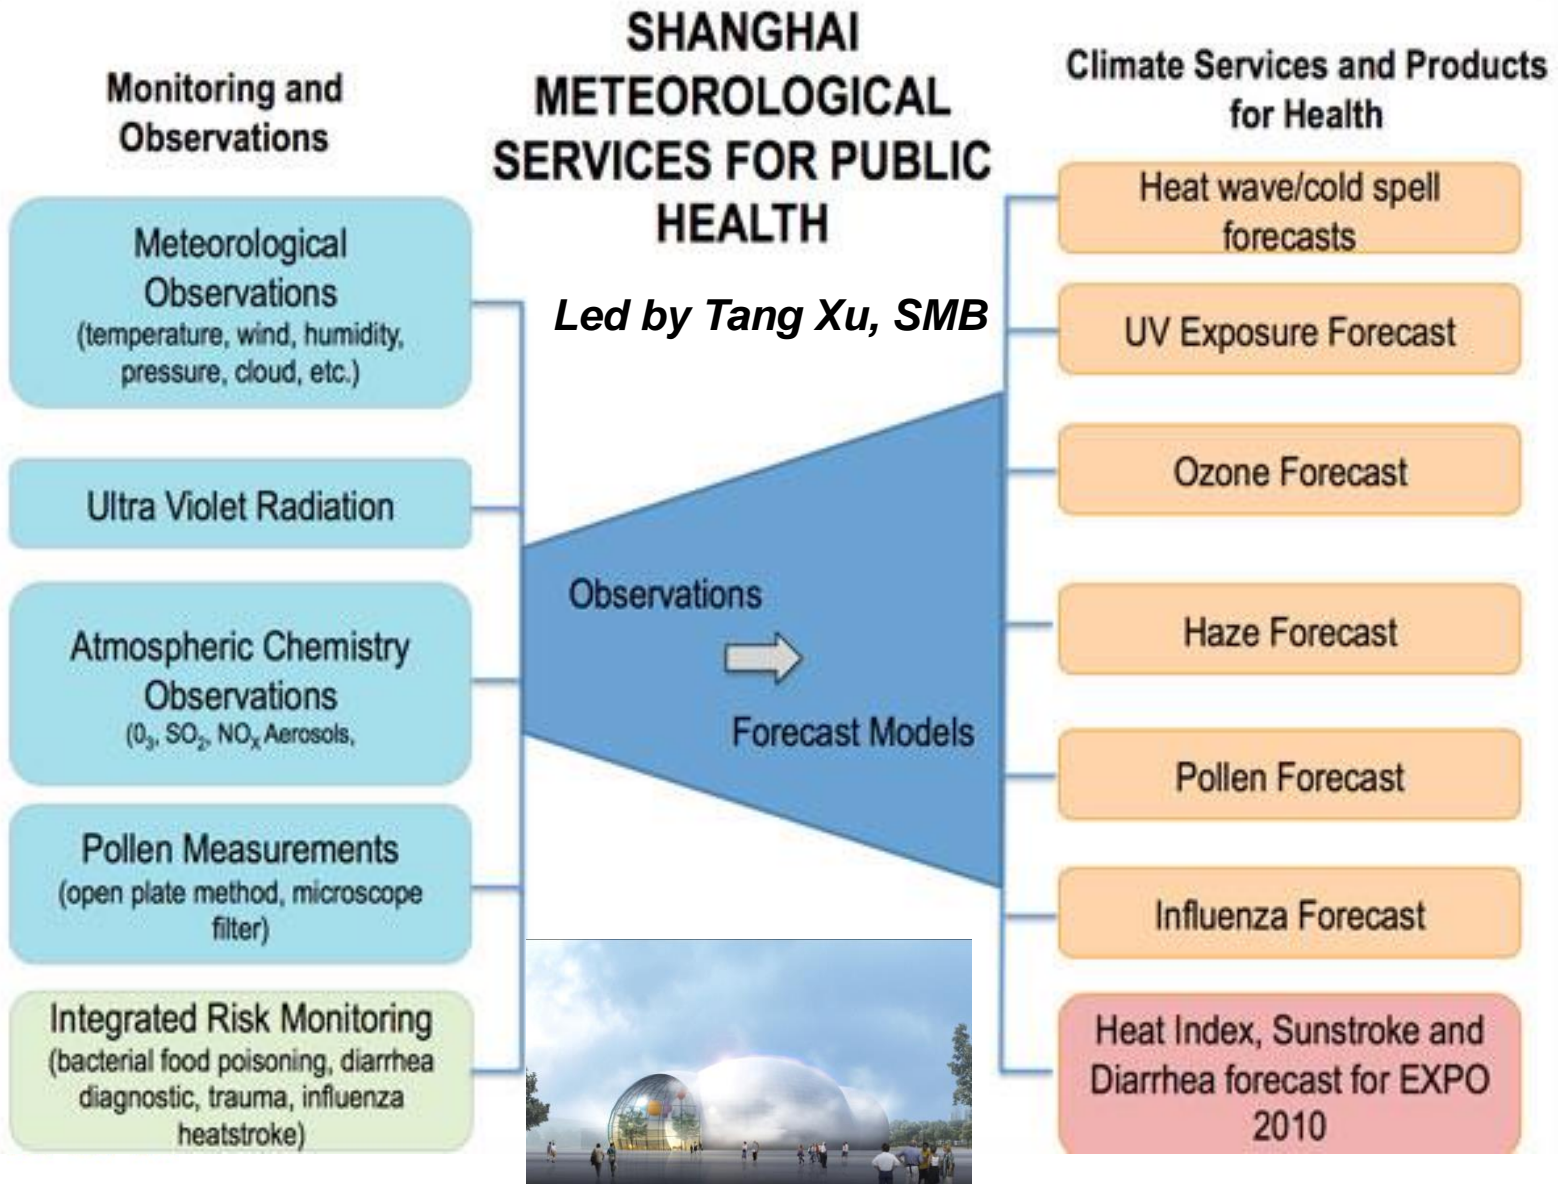 SHANGHAI
METEOROLOGICAL
SERVICES FOR PUBLIC
HEALTH
Led by Tang Xu, SMB
Monitoring and
Observations
Meteorological
Observations
(temperature, wind, humidity,
pressure, cloud, etc.)
Ultra Violet Radiation
Atmospheric Chemistry
Observations
(0₃, SO₂, NOₓ Aerosols,
Pollen Measurements
(open plate method, microscope
filter)
Integrated Risk Monitoring
(bacterial food poisoning, diarrhea
diagnostic, trauma, influenza
heatstroke)
Observations
Forecast Models
Climate Services and Products
for Health
Heat wave/cold spell
forecasts
UV Exposure Forecast
Ozone Forecast
Haze Forecast
Pollen Forecast
Influenza Forecast
Heat Index, Sunstroke and
Diarrhea forecast for EXPO
2010